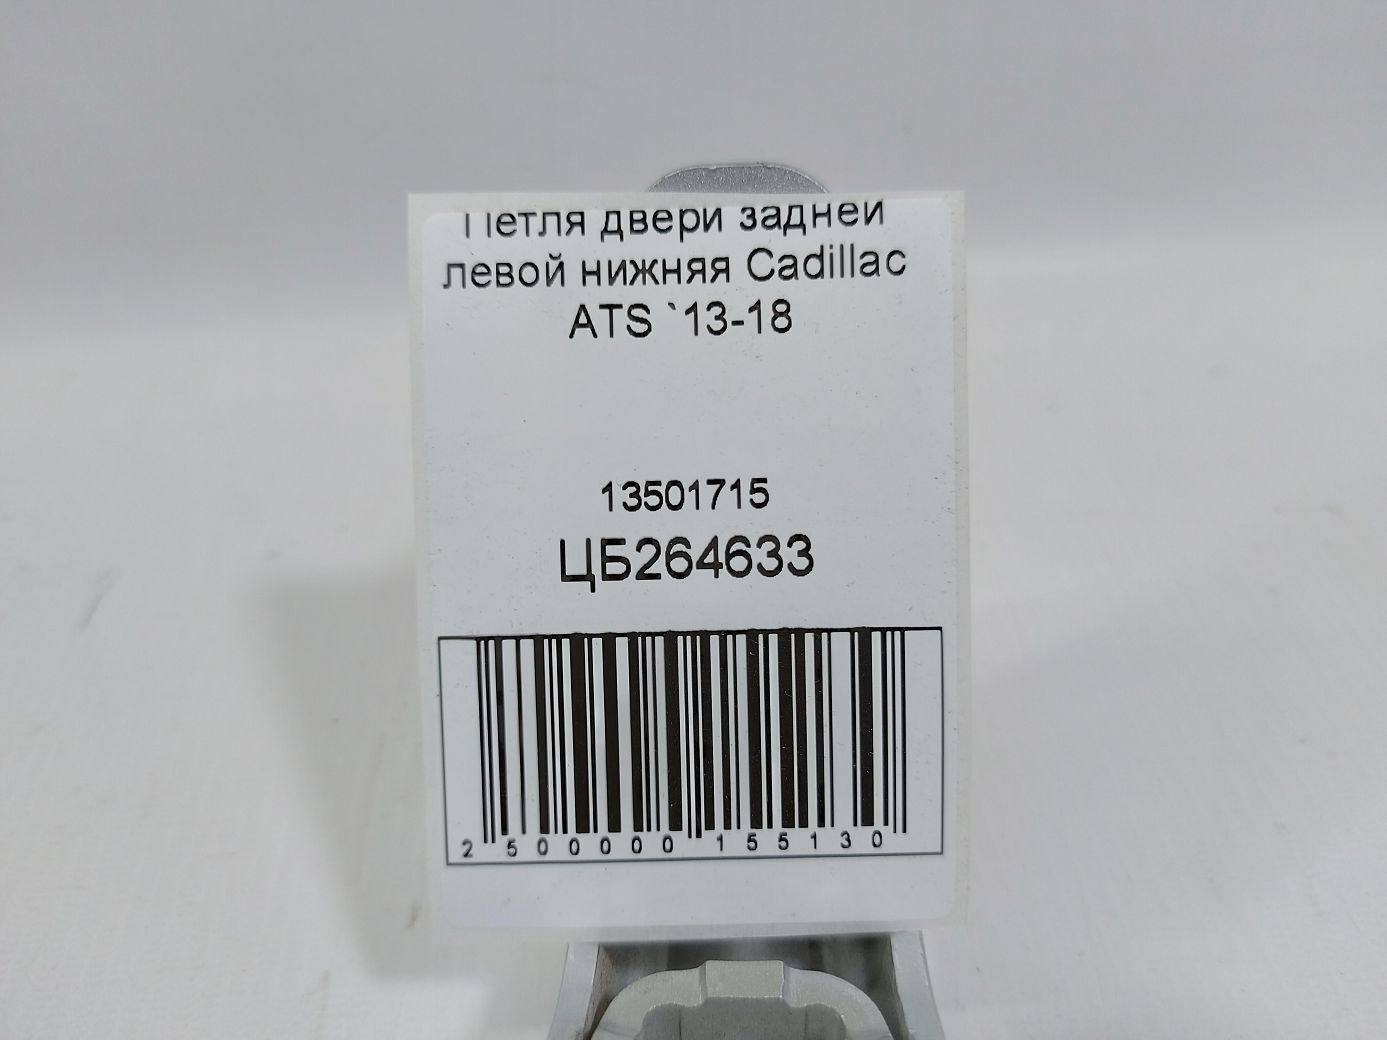 Петля двери задней
левой нижняя Cadillac
ATS `13-18
13501715
ЦБ264633
2 500000 155130